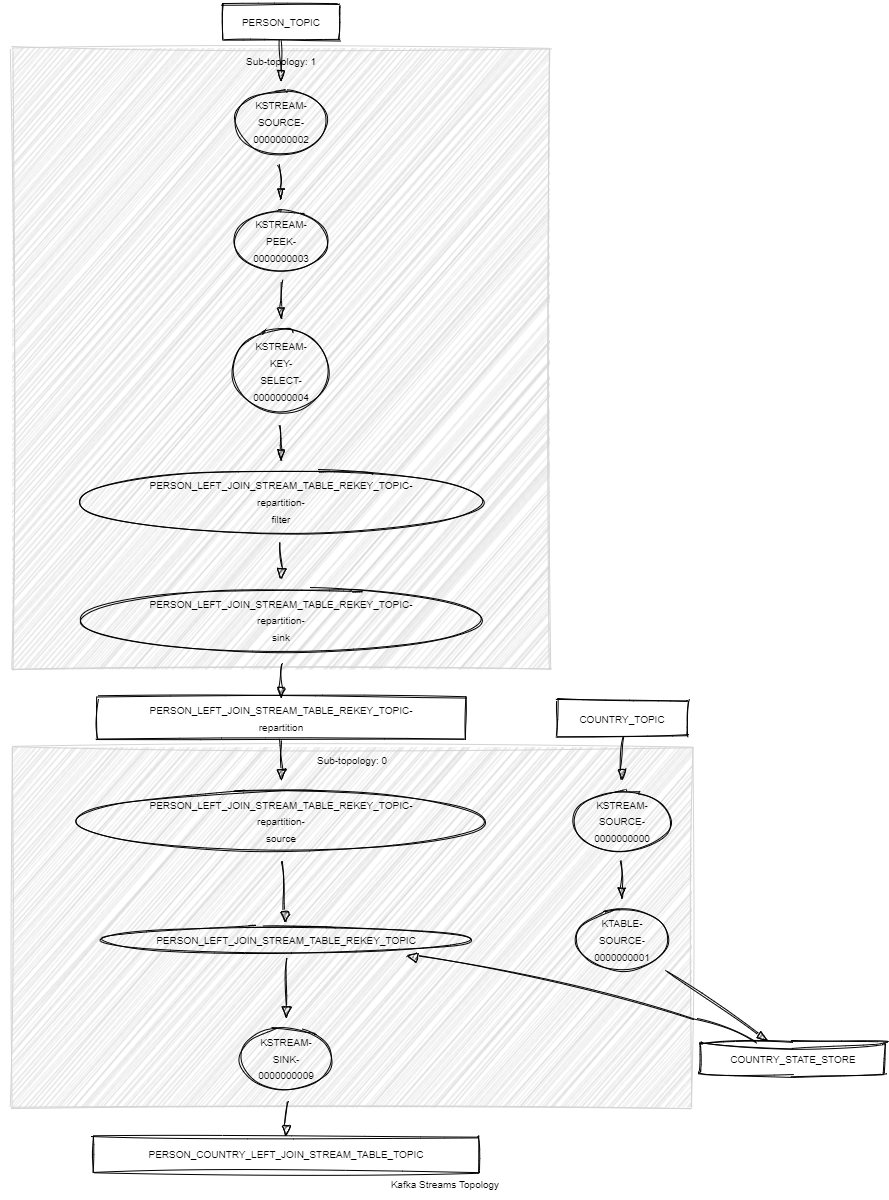 PERSON_TOPIC
Sub-topology: 1
KSTREAM-
SOURCE-
0000000002
KSTREAM-
PEEK-
0000000003
KSTREAM-
KEY-
SELECT-
0000000004
PERSON_LEFT_JOIN_STREAM_TABLE_REKEY_TOPIC-
repartition-
filter
PERSON_LEFT_JOIN_STREAM_TABLE_REKEY_TOPIC-
repartition-
sink
PERSON_LEFT_JOIN_STREAM_TABLE_REKEY_TOPIC-
repartition
COUNTRY_TOPIC
Sub-topology: 0
PERSON_LEFT_JOIN_STREAM_TABLE_REKEY_TOPIC-
repartition-
source
KSTREAM-
SOURCE-
0000000000
PERSON_LEFT_JOIN_STREAM_TABLE_REKEY_TOPIC
KTABLE-
SOURCE-
0000000001
KSTREAM-
SINK-
0000000009
COUNTRY_STATE_STORE
PERSON_COUNTRY_LEFT_JOIN_STREAM_TABLE_TOPIC
Kafka Streams Topology